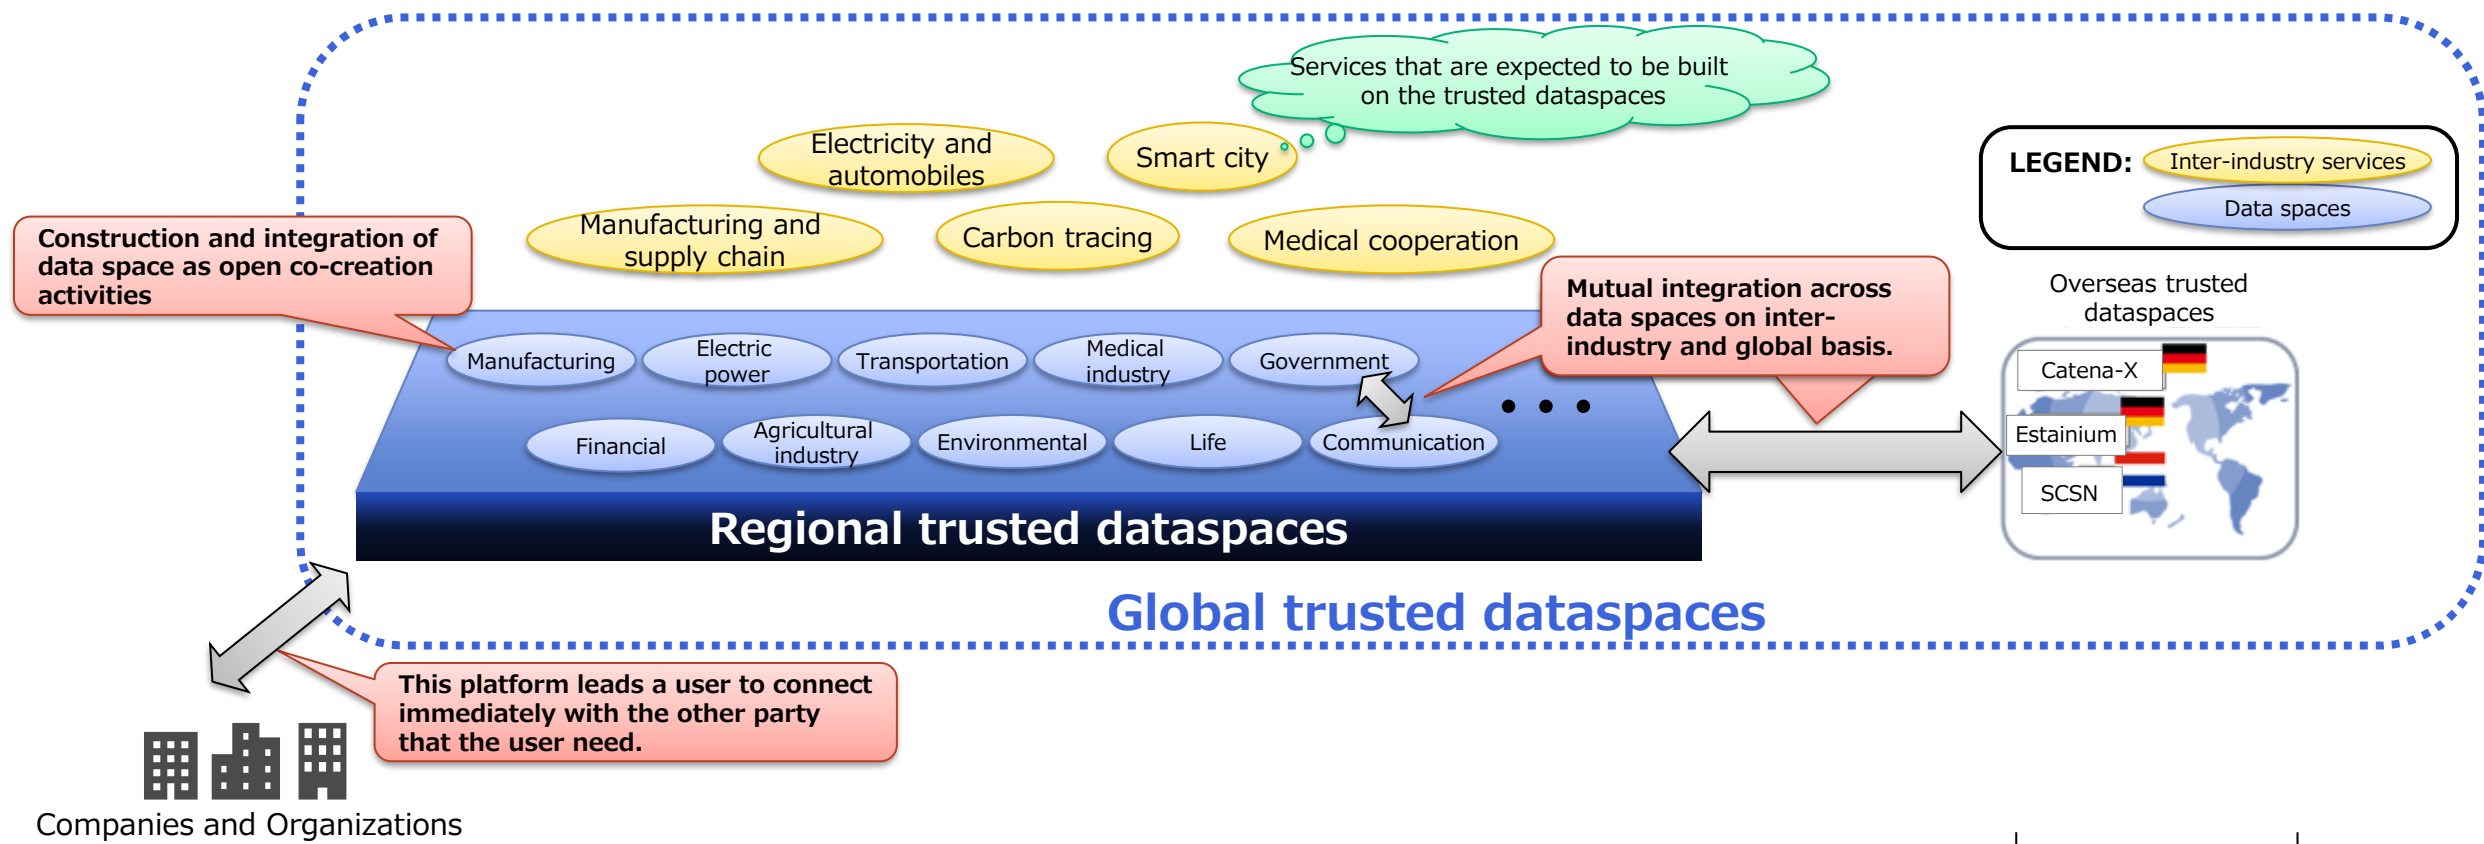 Services that are expected to be built
on the trusted dataspaces
Electricity and
automobiles
Smart city
LEGEND:
Inter-industry services
Data spaces
Manufacturing and
supply chain
Carbon tracing
Medical cooperation
Construction and integration of
data space as open co-creation
activities
Mutual integration across
data spaces on inter-
industry and global basis.
Overseas trusted
dataspaces
Manufacturing
Electric
power
Transportation
Medical
industry
Government
Catena-X
Financial
Agricultural
industry
Environmental
Life
Communication
• • •
Estainium
SCSN
Regional trusted dataspaces
Global trusted dataspaces
This platform leads a user to connect
immediately with the other party
that the user need.
Companies and Organizations